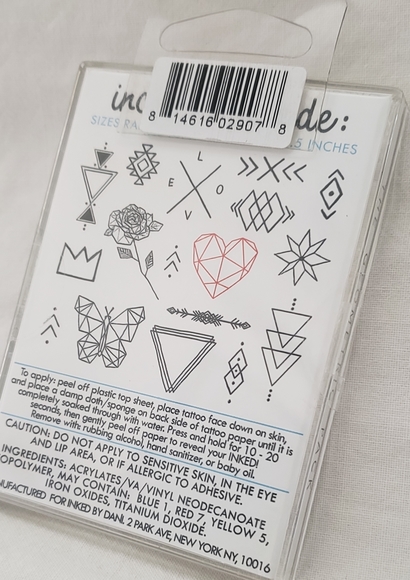 8 14616 02907 8
inc de:
SIZES RA 5 INCHES
L
E O
V
To apply: peel off plastic top sheet, place tattoo face down on skin,
and place a damp cloth/sponge on back side of tattoo paper until it is
completely soaked through with water. Press and hold for 10 - 20
seconds, then gently peel off paper to reveal your INKED!
Remove with: rubbing alcohol, hand sanitizer, or baby oil.
CAUTION: DO NOT APPLY TO SENSITIVE SKIN, IN THE EYE
AND LIP AREA, OR IF ALLERGIC TO ADHESIVE.
INGREDIENTS: ACRYLATES/VA/VINYL NEODECANOATE
OPOLYMER, MAY CONTAIN: BLUE 1, RED 7, YELLOW 5,
IRON OXIDES, TITANIUM DIOXIDE.
NUFACTURED FOR INKED BY DANI, 2 PARK AVE, NEW YORK NY, 10016